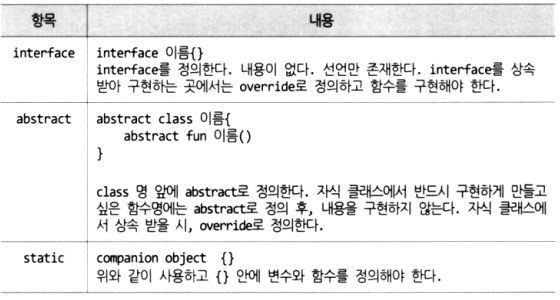 항목 내용
interface interface 이름{}
interface를 정의한다. 내용이 없다. 선언만 존재한다. interface를 상속
받아 구현하는 곳에서는 override로 정의하고 함수를 구현해야 한다.
abstract abstract class 이름{
abstract fun 이름()
}
class 명 앞에 abstract로 정의한다. 자식 클래스에서 반드시 구현하게 만들고
싶은 함수명에는 abstract로 정의 후, 내용을 구현하지 않는다. 자식 클래스에
서 상속 받을 시, override로 정의한다.
static companion object {}
위와 같이 사용하고 {} 안에 변수와 함수를 정의해야 한다.